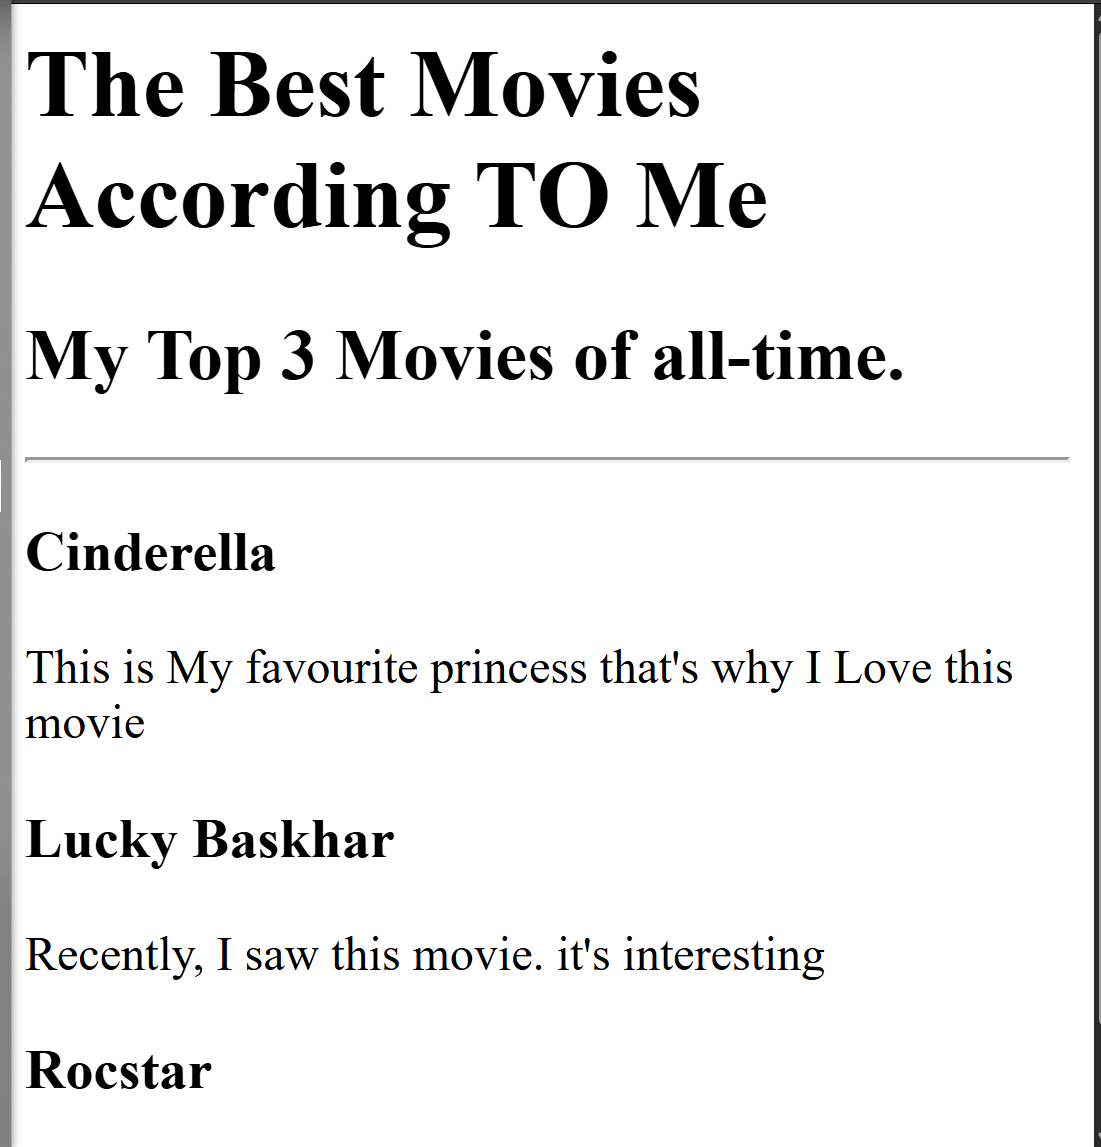 The Best Movies
According TO Me
My Top 3 Movies of all-time.
Cinderella
This is My favourite princess that's why I Love this
movie
Lucky Baskhar
Recently, I saw this movie. it's interesting
Rocstar